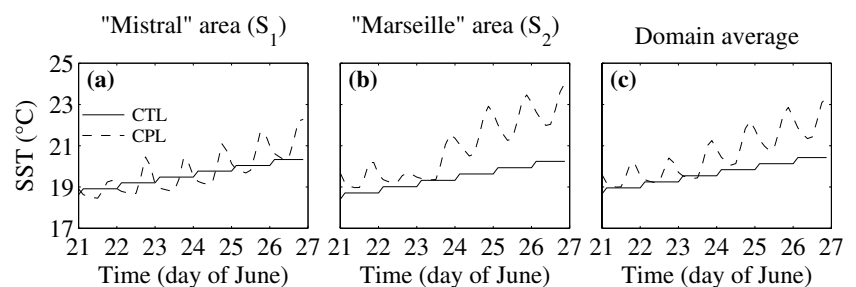 "Mistral" area (S1)
"Marseille" area (S2)
Domain average
SST (°C)
25
23
21
19
17
(a)
CTL
CPL
(b)
(c)
21 22 23 24 25 26 27
21 22 23 24 25 26 27
21 22 23 24 25 26 27
Time (day of June)
Time (day of June)
Time (day of June)